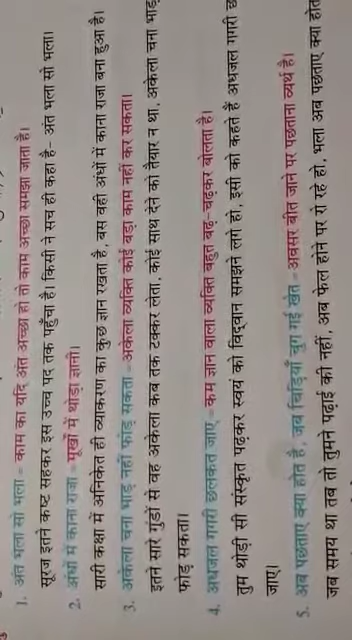 1. अंत भला सो भला – काम का यदि अंत अच्छा हो तो काम अच्छा समझा जाता है।
सूरज इतने कष्ट सहकर इस उच्च पद तक पहुँचा है। किसी ने सच ही कहा है– अंत भला सो भला।
2. अंधों में काना राजा – मूर्खों में थोड़ा ज्ञानी।
सारी कक्षा में अनिकेत ही व्याकरण का कुछ ज्ञान रखता है, बस वही अंधों में काना राजा बना हुआ है।
3. अकेला चना भाड़ नहीं फोड़ सकता – अकेला व्यक्ति कोई बड़ा काम नहीं कर सकता।
इतने सारे गुंडों से वह अकेला कब तक टक्कर लेता, कोई साथ देने को तैयार न था, अकेला चना भाड़
फोड़ सकता।
4. अधजल गगरी छलकत जाए – कम ज्ञान वाला व्यक्ति बहुत बढ़-चढ़कर बोलता है।
तुम थोड़ी सी संस्कृत पढ़कर स्वयं को विद्वान समझने लगे हो, इसी को कहते हैं अधजल गगरी
जाए।
5. अब पछताए क्या होत है, जब चिड़ियाँ चुग गई खेत – अवसर बीत जाने पर पछताना व्यर्थ है।
जब समय था तब तो तुमने पढ़ाई की नहीं, अब फेल होने पर रो रहे हो, भला अब पछताए क्या होत